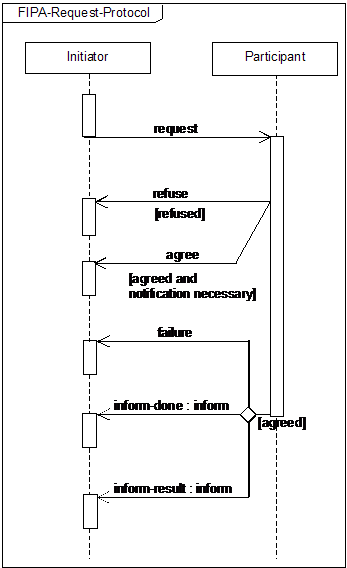 FIPA-Request-Protocol
Initiator
Participant
request
refuse
[refused]
agree
[agreed and
notification necessary]
failure
inform-done : inform
[agreed]
inform-result : inform